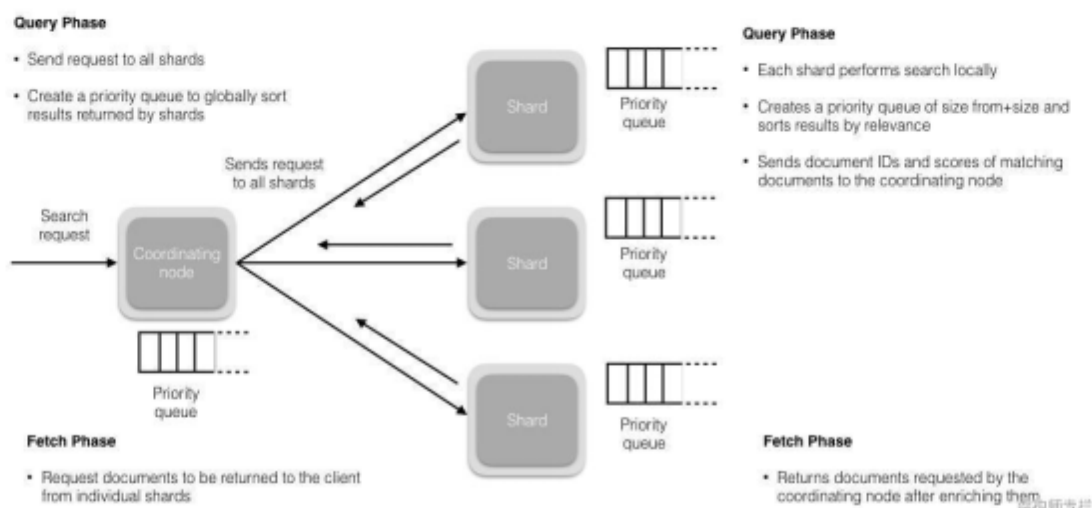 Query Phase
• Send request to all shards
• Create a priority queue to globally sort
results returned by shards
Search
request
Coordinating
node
Priority
queue
Sends request
to all shards
Shard
Priority
queue
Shard
Priority
queue
Shard
Priority
queue
Query Phase
• Each shard performs search locally
• Creates a priority queue of size from+size and
sorts results by relevance
• Sends document IDs and scores of matching
documents to the coordinating node
Fetch Phase
• Request documents to be returned to the client
from individual shards
Fetch Phase
• Returns documents requested by the
coordinating node after enriching them